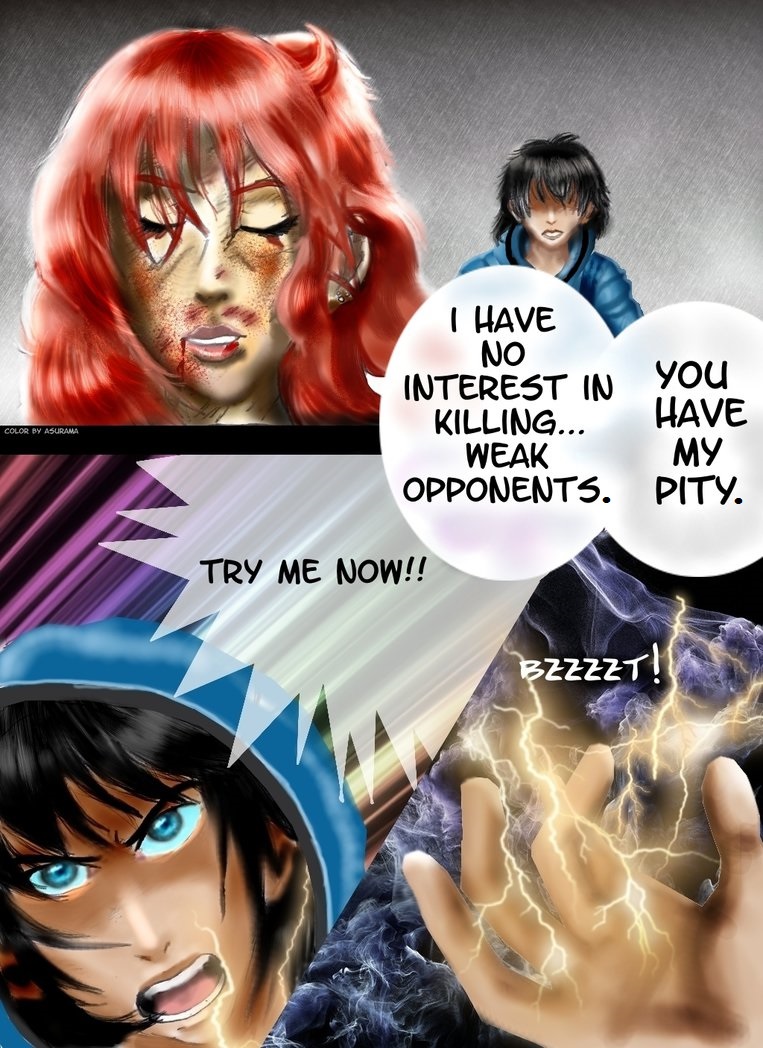 I HAVE
NO
INTEREST IN
KILLING...
WEAK
OPPONENTS.
YOU
HAVE
MY
PITY.
COLOR BY ASURAMA
TRY ME NOW!!
BZZZZT!